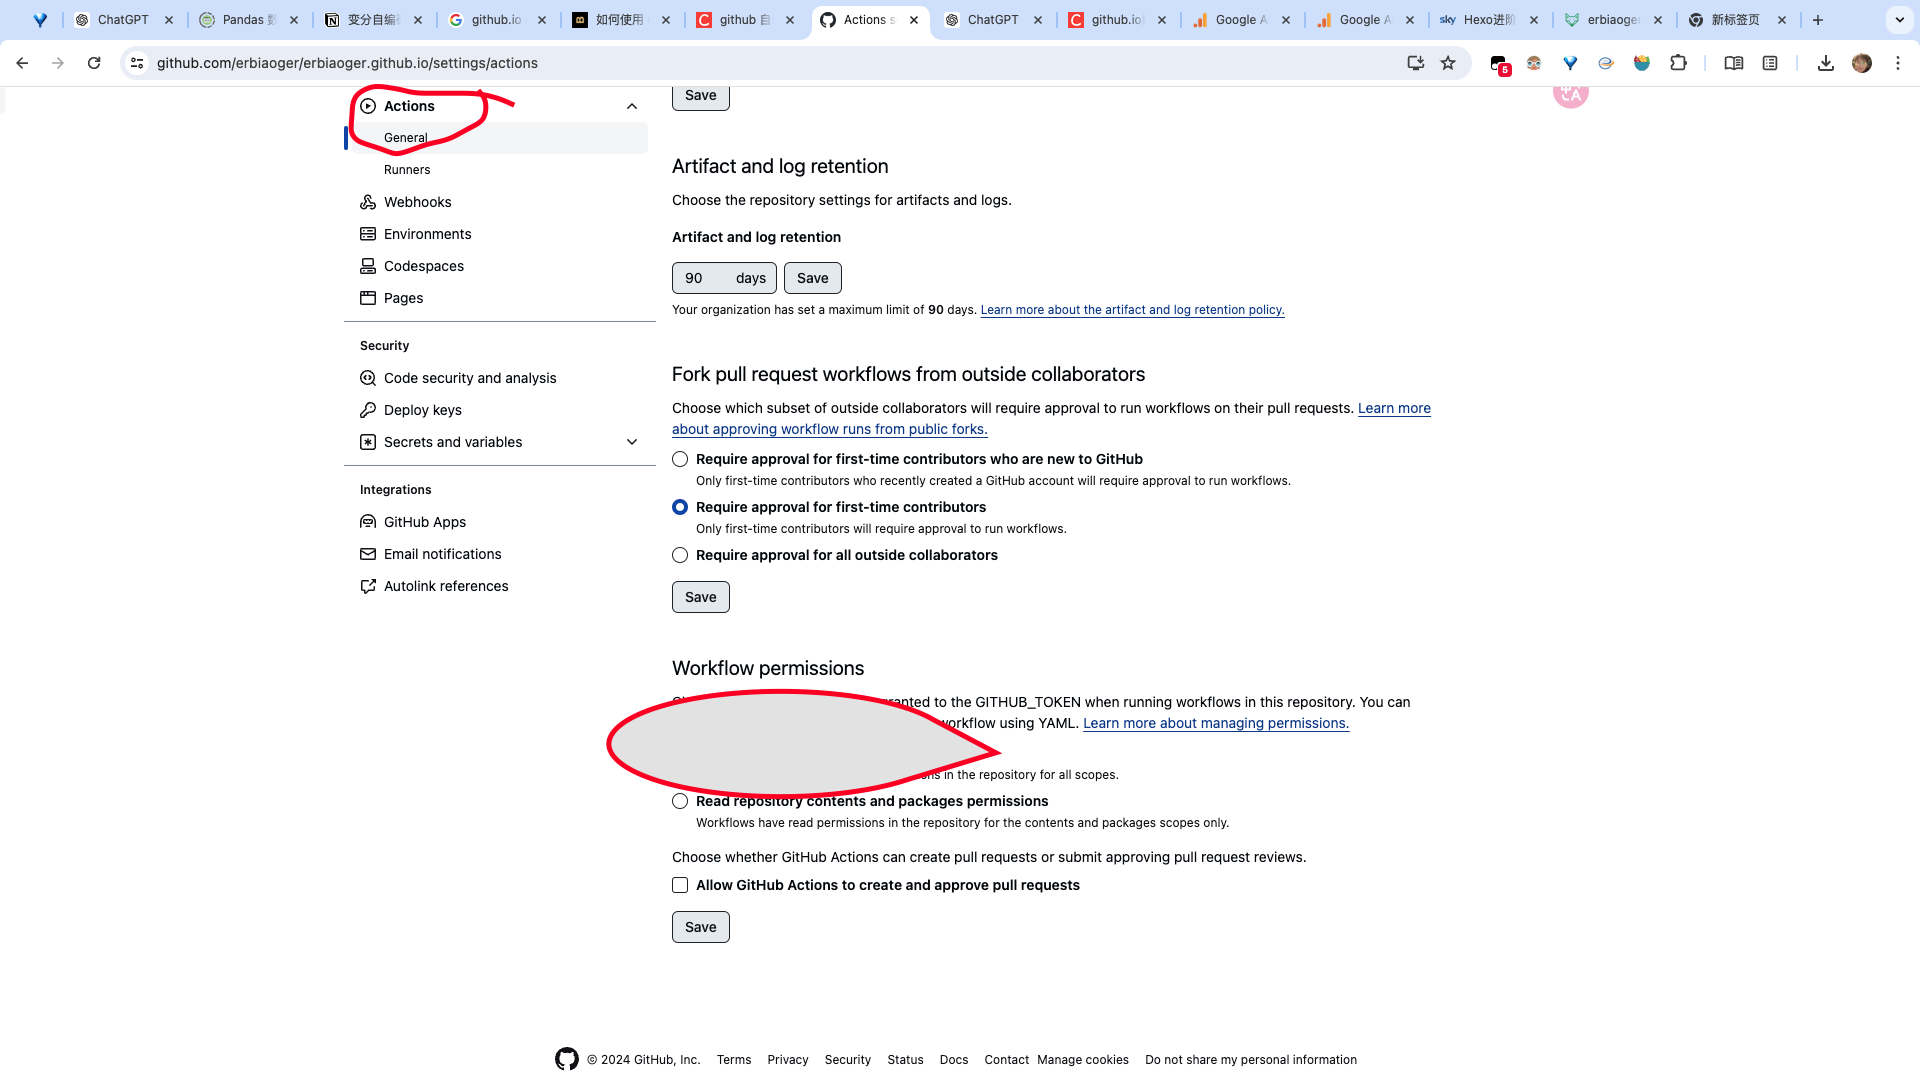 ChatGPT
Pandas 数
变分自编
github.io
如何使用
github 自
Actions s
ChatGPT
github.io
Google A
Google A
Hexo进阶
erbiaoge
新标签页
github.com/erbiaoger/erbiaoger.github.io/settings/actions
5
Actions
General
Runners
Webhooks
Environments
Codespaces
Pages
Security
Code security and analysis
Deploy keys
Secrets and variables
Integrations
GitHub Apps
Email notifications
Autolink references
Save
Artifact and log retention
Choose the repository settings for artifacts and logs.
Artifact and log retention
90 days Save
Your organization has set a maximum limit of 90 days. Learn more about the artifact and log retention policy.
Fork pull request workflows from outside collaborators
Choose which subset of outside collaborators will require approval to run workflows on their pull requests. Learn more
about approving workflow runs from public forks.
Require approval for first-time contributors who are new to GitHub
Only first-time contributors who recently created a GitHub account will require approval to run workflows.
Require approval for first-time contributors
Only first-time contributors will require approval to run workflows.
Require approval for all outside collaborators
Save
Workflow permissions
granted to the GITHUB_TOKEN when running workflows in this repository. You can
workflow using YAML. Learn more about managing permissions.
in the repository for all scopes.
Read repository contents and packages permissions
Workflows have read permissions in the repository for the contents and packages scopes only.
Choose whether GitHub Actions can create pull requests or submit approving pull request reviews.
Allow GitHub Actions to create and approve pull requests
Save
© 2024 GitHub, Inc. Terms Privacy Security Status Docs Contact Manage cookies Do not share my personal information